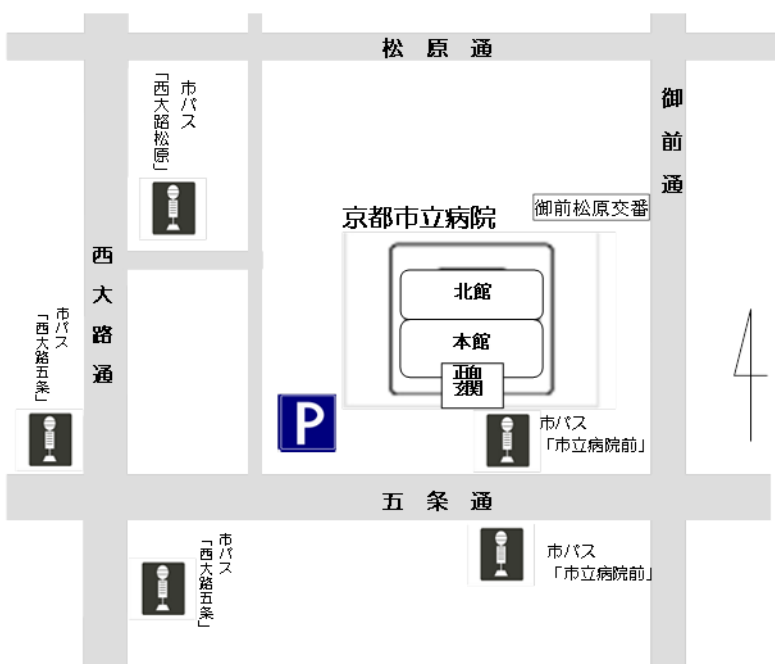 松原通
市バス
「西大路松原」
御前通
御前松原交番
京都市立病院
北館
本館
正面
玄関
西大路通
市バス
「西大路五条」
P
市バス
「市立病院前」
五条通
市バス
「西大路五条」
市バス
「市立病院前」